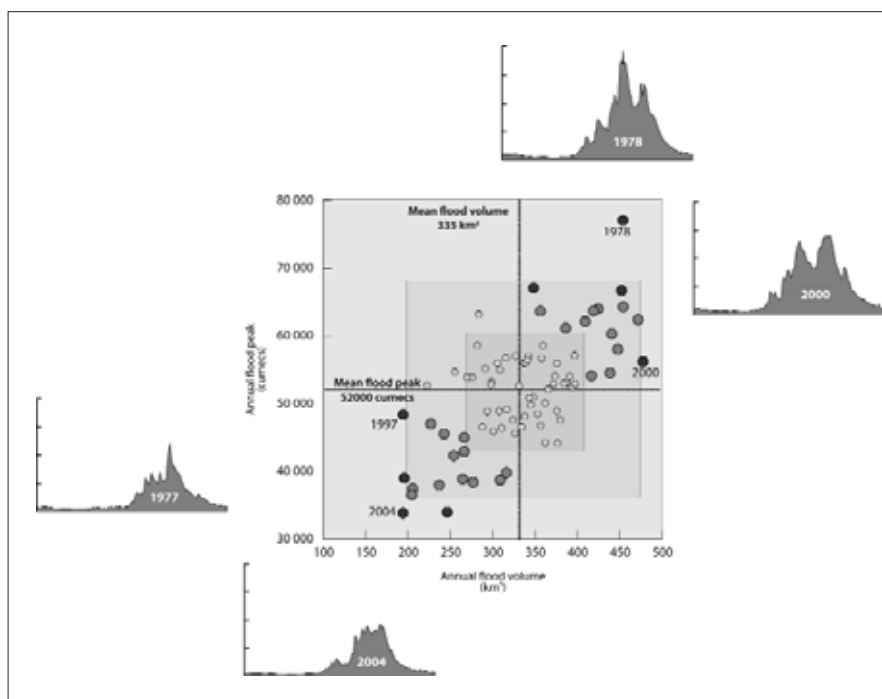 1978
80 000
Mean flood volume
335 km³
1978
70 000
2000
60 000
Annual flood peak
(cumecs)
2000
Mean flood peak
52000 cumecs
50 000
1997
1977
40 000
2004
30 000
100 150 200 250 300 350 400 450 500
Annual flood volume
(km³)
2004